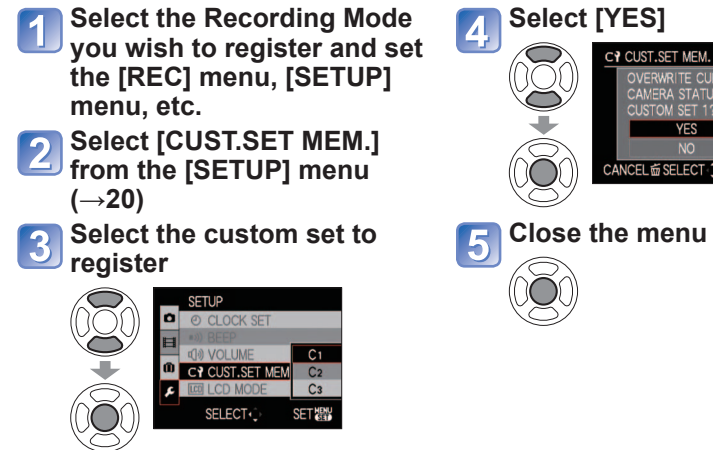 1 Select the Recording Mode
you wish to register and set
the [REC] menu, [SETUP]
menu, etc.
2 Select [CUST.SET MEM.]
from the [SETUP] menu
(→20)
3 Select the custom set to
register
SETUP
CLOCK SET
BEEP
VOLUME
C1
CUST.SET MEM
C2
LCD LCD MODE
C3
SELECT
SET MENU/SET
4 Select [YES]
CUST.SET MEM.
OVERWRITE
CAMERA
CUSTOM SET 1?
YES
NO
CANCEL SELECT
5 Close the menu